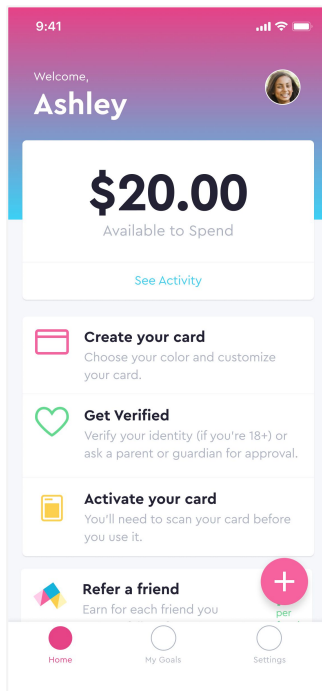 9:41
Welcome,
Ashley
$20.00
Available to Spend
See Activity
Create your card
Choose your color and customize
your card.
Get Verified
Verify your identity (if you're 18+) or
ask a parent or guardian for approval.
Activate your card
You'll need to scan your card before
you use it.
Refer a friend
Earn for each friend you
per
Home
My Goals
Settings